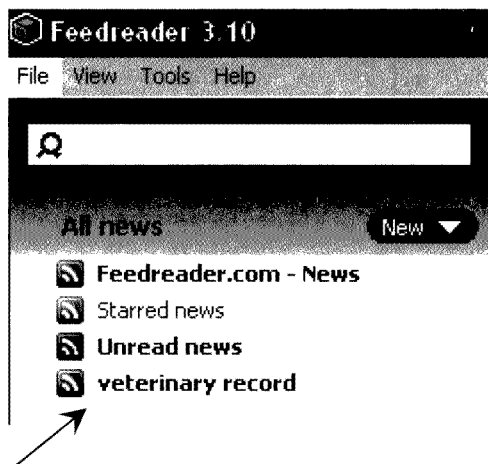 Feedreader 3.10
File View Tools Help
All news New
Feedreader.com - News
Starred news
Unread news
veterinary record